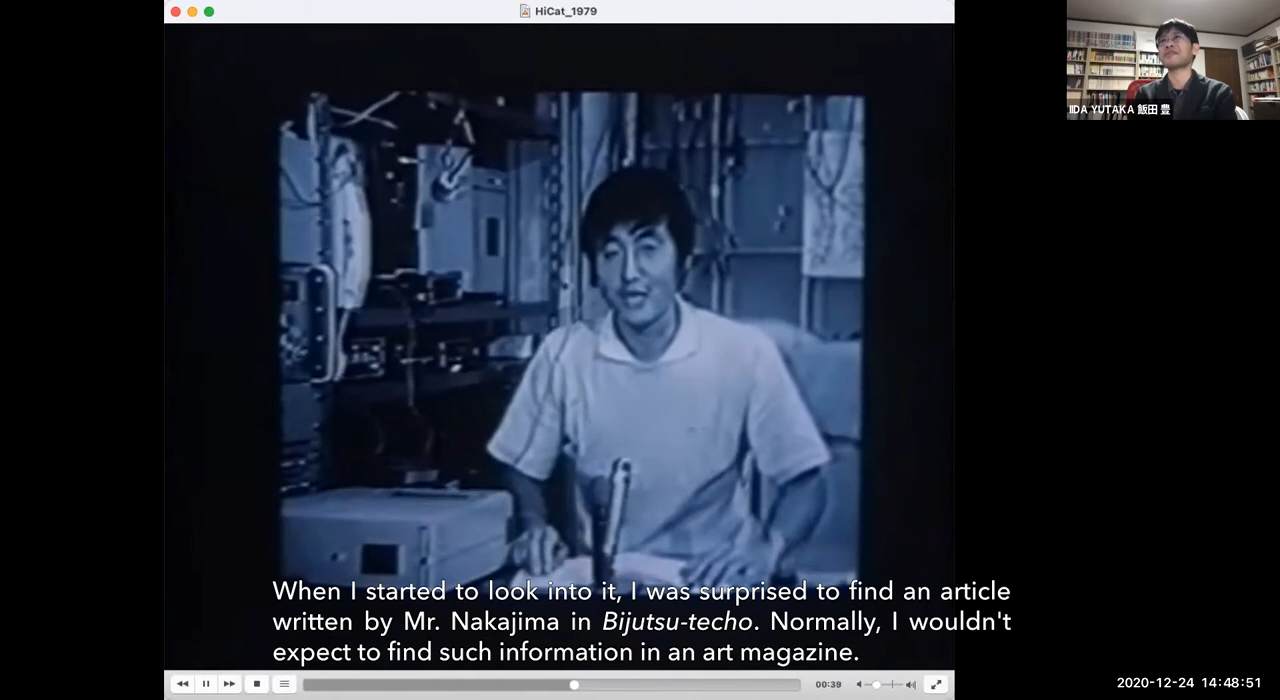 HiCat_1979
IIDA YUTAKA 飯田 豊
When I started to look into it, I was surprised to find an article
written by Mr. Nakajima in Bijutsu-techo. Normally, I wouldn't
expect to find such information in an art magazine.
00:39
2020-12-24 14:48:51